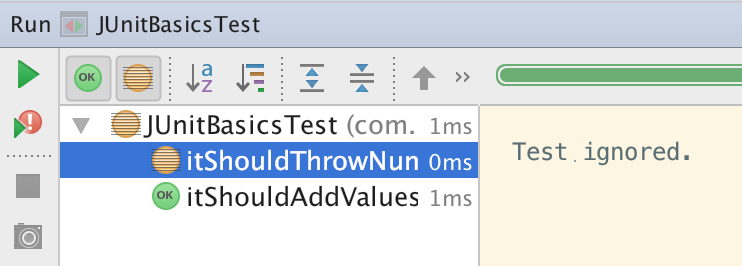 Run JUnitBasicsTest
OK a z >>
JUnitBasicsTest (com. 1ms
itShouldThrowNun 0ms
OK itShouldAddValues 1ms
Test ignored.